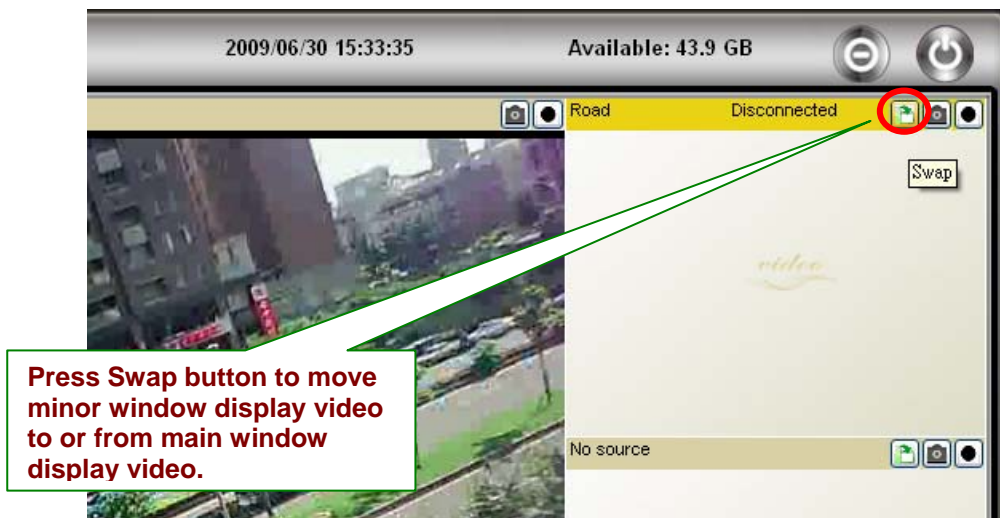 2009/06/30 15:33:35 Available: 43.9 GB
Road Disconnected
Swap
video
Press Swap button to move
minor window display video
to or from main window
display video.
No source